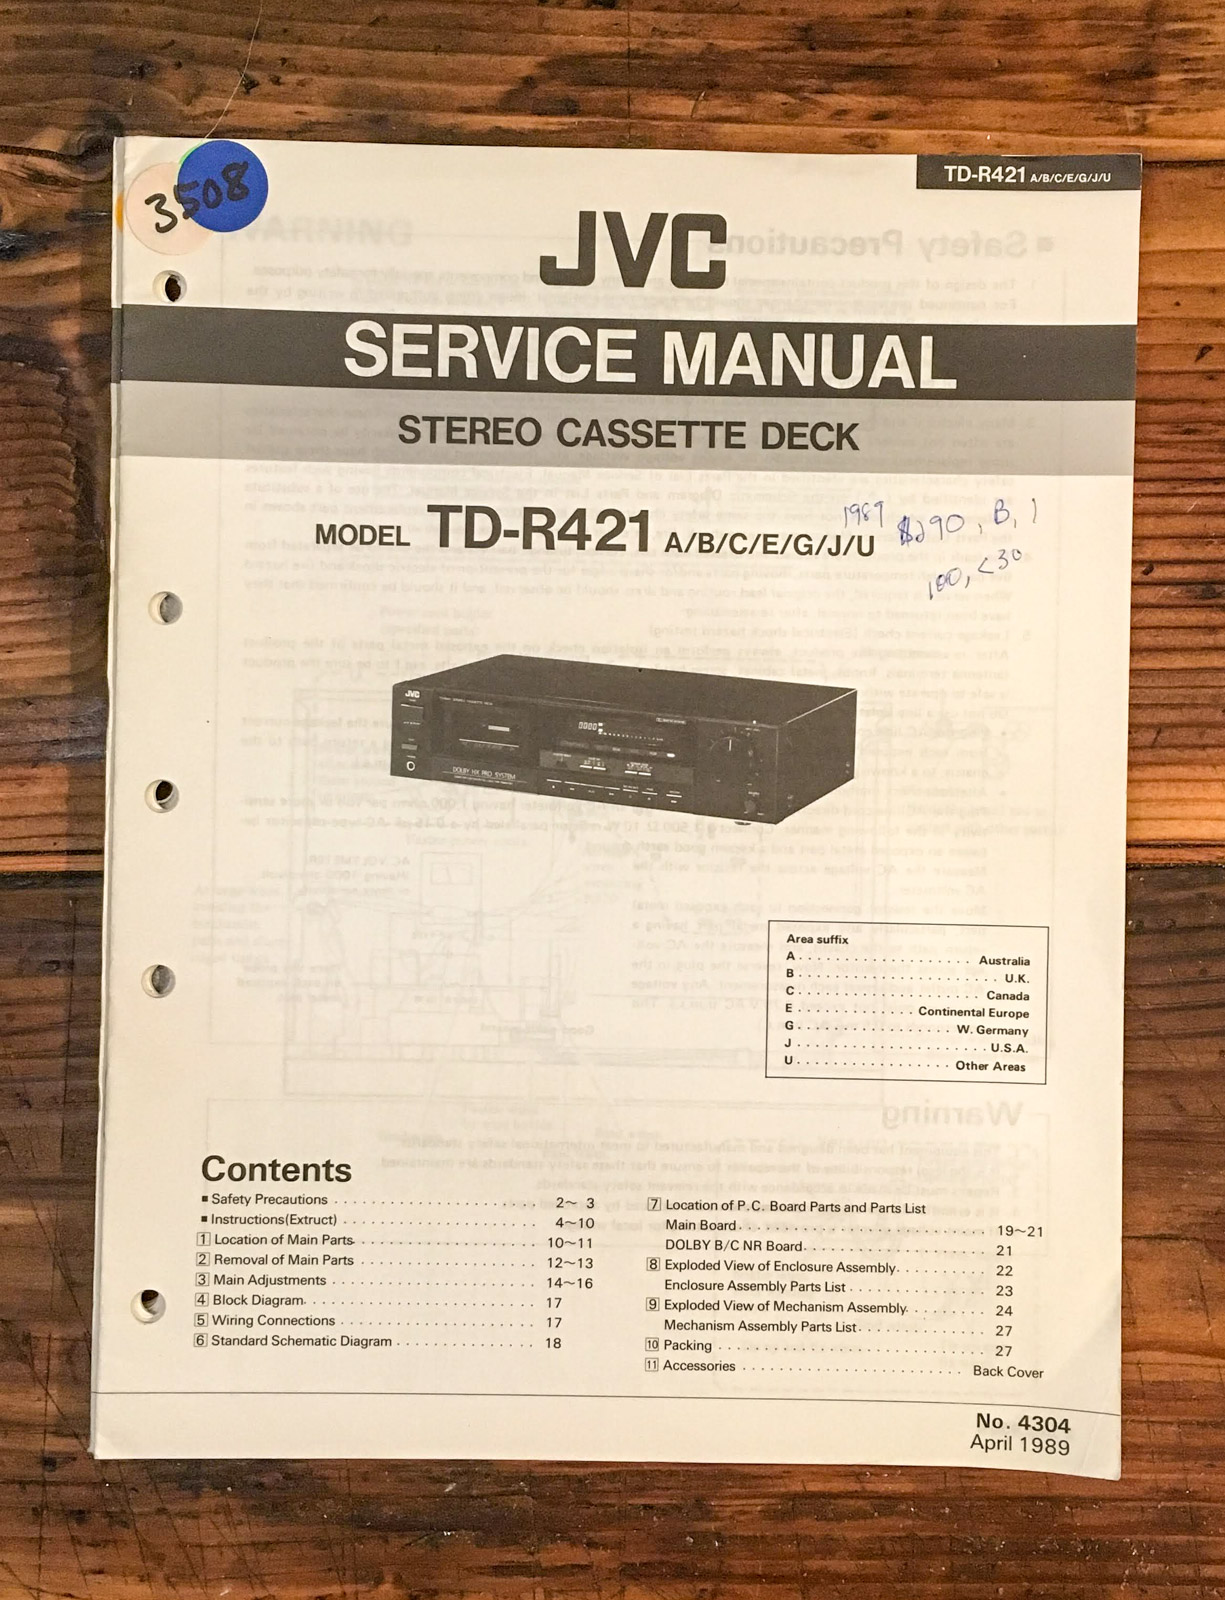 3508
TD-R421 A/B/C/E/G/J/U
JVC
SERVICE MANUAL
STEREO CASSETTE DECK
MODEL TD-R421 A/B/C/E/G/J/U
1989
90, B, 1
100, <30
JVC
DOLBY HX PRO SYSTEM
Area suffix
A . . . . . . . . . . . . . . . . . . Australia
B . . . . . . . . . . . . . . . . . . . . . U.K.
C . . . . . . . . . . . . . . . . . . . Canada
E . . . . . . . . . . . . Continental Europe
G . . . . . . . . . . . . . . . . W. Germany
J . . . . . . . . . . . . . . . . . . . . U.S.A.
U . . . . . . . . . . . . . . . . Other Areas
Contents
■ Safety Precautions . . . . . . . . . . . . . . . . . . 2~ 3
■ Instructions(Extruct) . . . . . . . . . . . . . . . . . 4~10
1 Location of Main Parts. . . . . . . . . . . . . . . . 10~11
2 Removal of Main Parts . . . . . . . . . . . . . . . 12~13
3 Main Adjustments . . . . . . . . . . . . . . . . . . 14~16
4 Block Diagram. . . . . . . . . . . . . . . . . . . . . 17
5 Wiring Connections . . . . . . . . . . . . . . . . . 17
6 Standard Schematic Diagram . . . . . . . . . . . . 18
7 Location of P.C. Board Parts and Parts List
Main Board. . . . . . . . . . . . . . . . . . . . . . . 19~21
DOLBY B/C NR Board. . . . . . . . . . . . . . . . 21
8 Exploded View of Enclosure Assembly. . . . . . . . 22
Enclosure Assembly Parts List . . . . . . . . . . . . 23
9 Exploded View of Mechanism Assembly. . . . . . . 24
Mechanism Assembly Parts List. . . . . . . . . . . 27
10 Packing . . . . . . . . . . . . . . . . . . . . . . . . 27
11 Accessories . . . . . . . . . . . . . . . . . . . Back Cover
No. 4304
April 1989